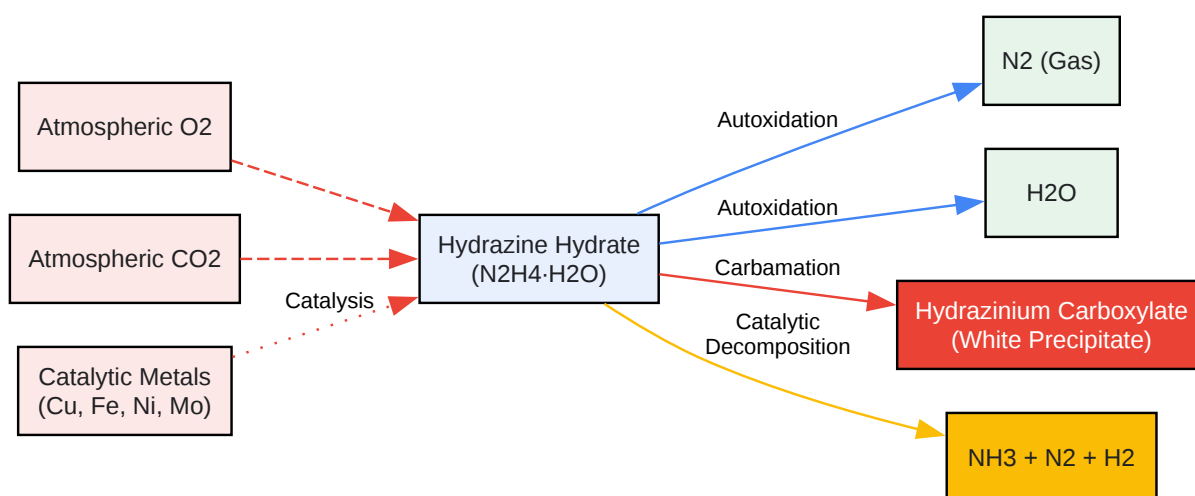 Atmospheric O2
Atmospheric CO2
Catalysis
Catalytic Metals
(Cu, Fe, Ni, Mo)
Hydrazine Hydrate
(N2H4·H2O)
Autoxidation
Autoxidation
Carbamation
Catalytic
Decomposition
N2 (Gas)
H2O
Hydrazinium Carboxylate
(White Precipitate)
NH3 + N2 + H2